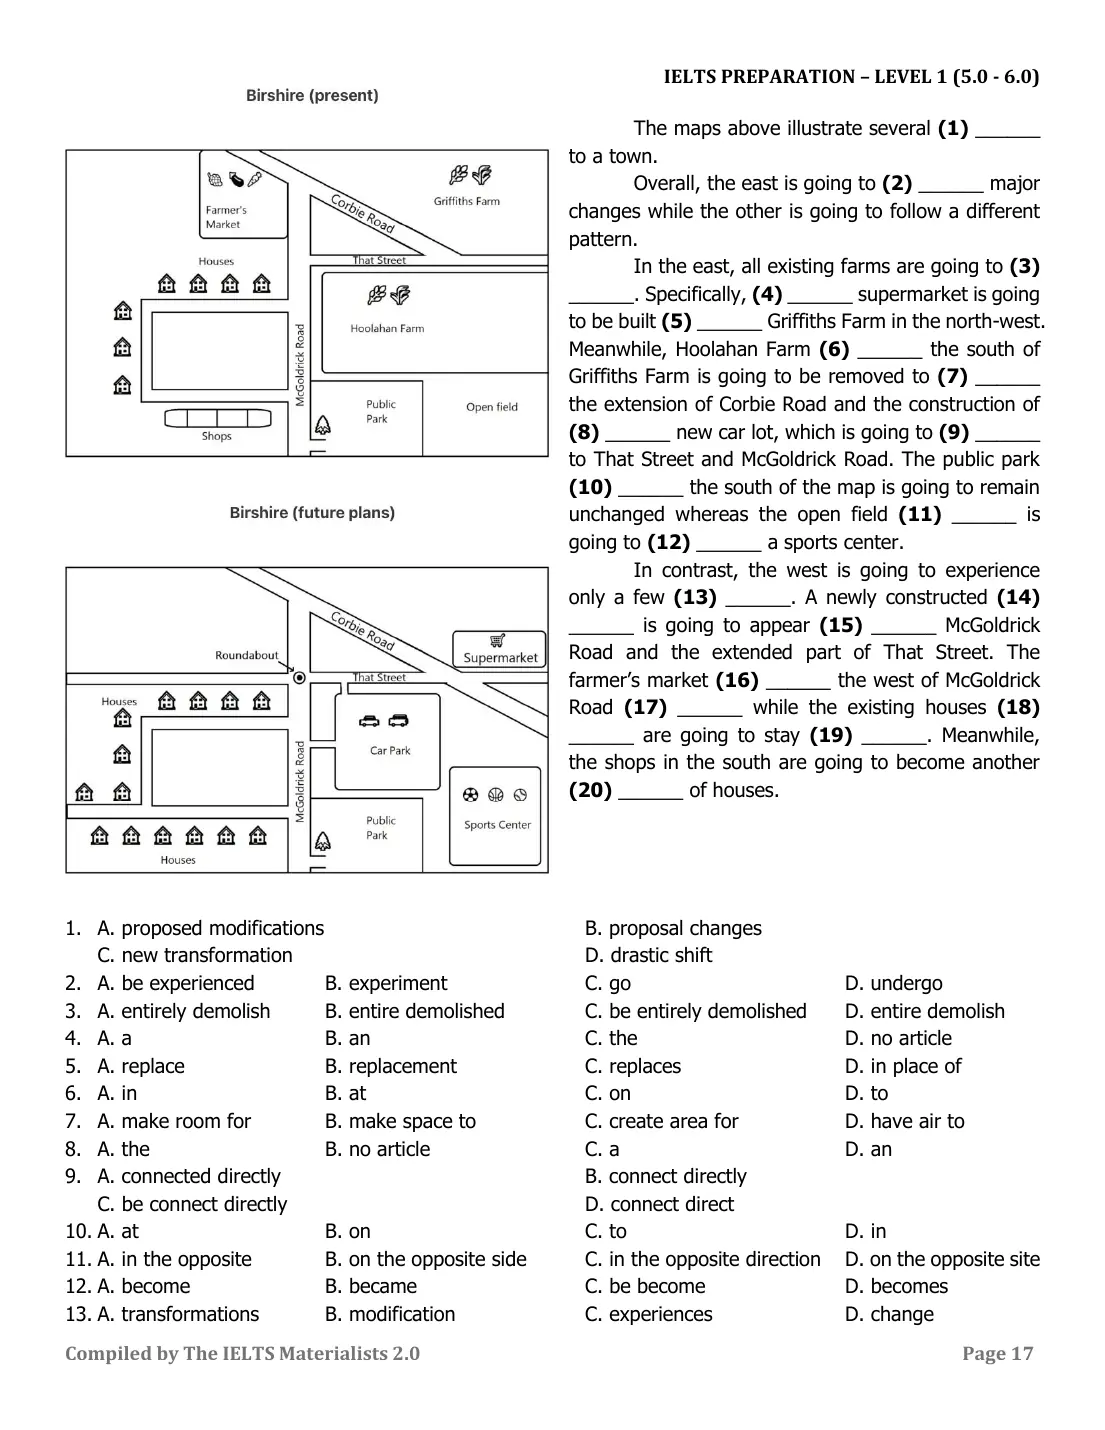 IELTS PREPARATION – LEVEL 1 (5.0 - 6.0)
Birshire (present)
Farmer's
Market
Corbie Road
Griffiths Farm
Houses
That Street
Hoolahan Farm
McGoldrick Road
Public
Park
Open field
Shops
Birshire (future plans)
Corbie Road
Roundabout
Supermarket
That Street
Houses
Car Park
McGoldrick Road
Public
Park
Sports Center
Houses
The maps above illustrate several (1) ______
to a town.
Overall, the east is going to (2) ______ major
changes while the other is going to follow a different
pattern.
In the east, all existing farms are going to (3)
______. Specifically, (4) ______ supermarket is going
to be built (5) ______ Griffiths Farm in the north-west.
Meanwhile, Hoolahan Farm (6) ______ the south of
Griffiths Farm is going to be removed to (7) ______
the extension of Corbie Road and the construction of
(8) ______ new car lot, which is going to (9) ______
to That Street and McGoldrick Road. The public park
(10) ______ the south of the map is going to remain
unchanged whereas the open field (11) ______ is
going to (12) ______ a sports center.
In contrast, the west is going to experience
only a few (13) ______. A newly constructed (14)
______ is going to appear (15) ______ McGoldrick
Road and the extended part of That Street. The
farmer's market (16) ______ the west of McGoldrick
Road (17) ______ while the existing houses (18)
______ are going to stay (19) ______. Meanwhile,
the shops in the south are going to become another
(20) ______ of houses.
1. A. proposed modifications B. proposal changes
C. new transformation D. drastic shift
2. A. be experienced B. experiment C. go D. undergo
3. A. entirely demolish B. entire demolished C. be entirely demolished D. entire demolish
4. A. a B. an C. the D. no article
5. A. replace B. replacement C. replaces D. in place of
6. A. in B. at C. on D. to
7. A. make room for B. make space to C. create area for D. have air to
8. A. the B. no article C. a D. an
9. A. connected directly B. connect directly
C. be connect directly D. connect direct
10. A. at B. on C. to D. in
11. A. in the opposite B. on the opposite side C. in the opposite direction D. on the opposite site
12. A. become B. became C. be become D. becomes
13. A. transformations B. modification C. experiences D. change
Compiled by The IELTS Materialists 2.0 Page 17